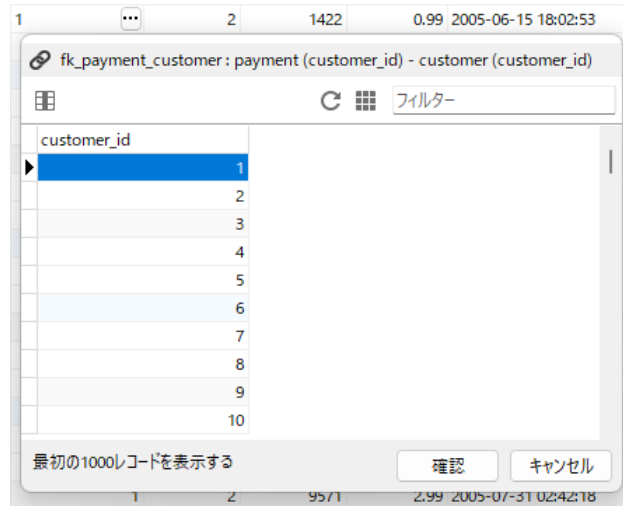 1 ... 2 1422 0.99 2005-06-15 18:02:53
fk_payment_customer : payment (customer_id) - customer (customer_id)
フィルター
customer_id
1
2
3
4
5
6
7
8
9
10
最初の1000レコードを表示する
確認 キャンセル
1 2 9571 2.99 2005-07-31 02:42:18